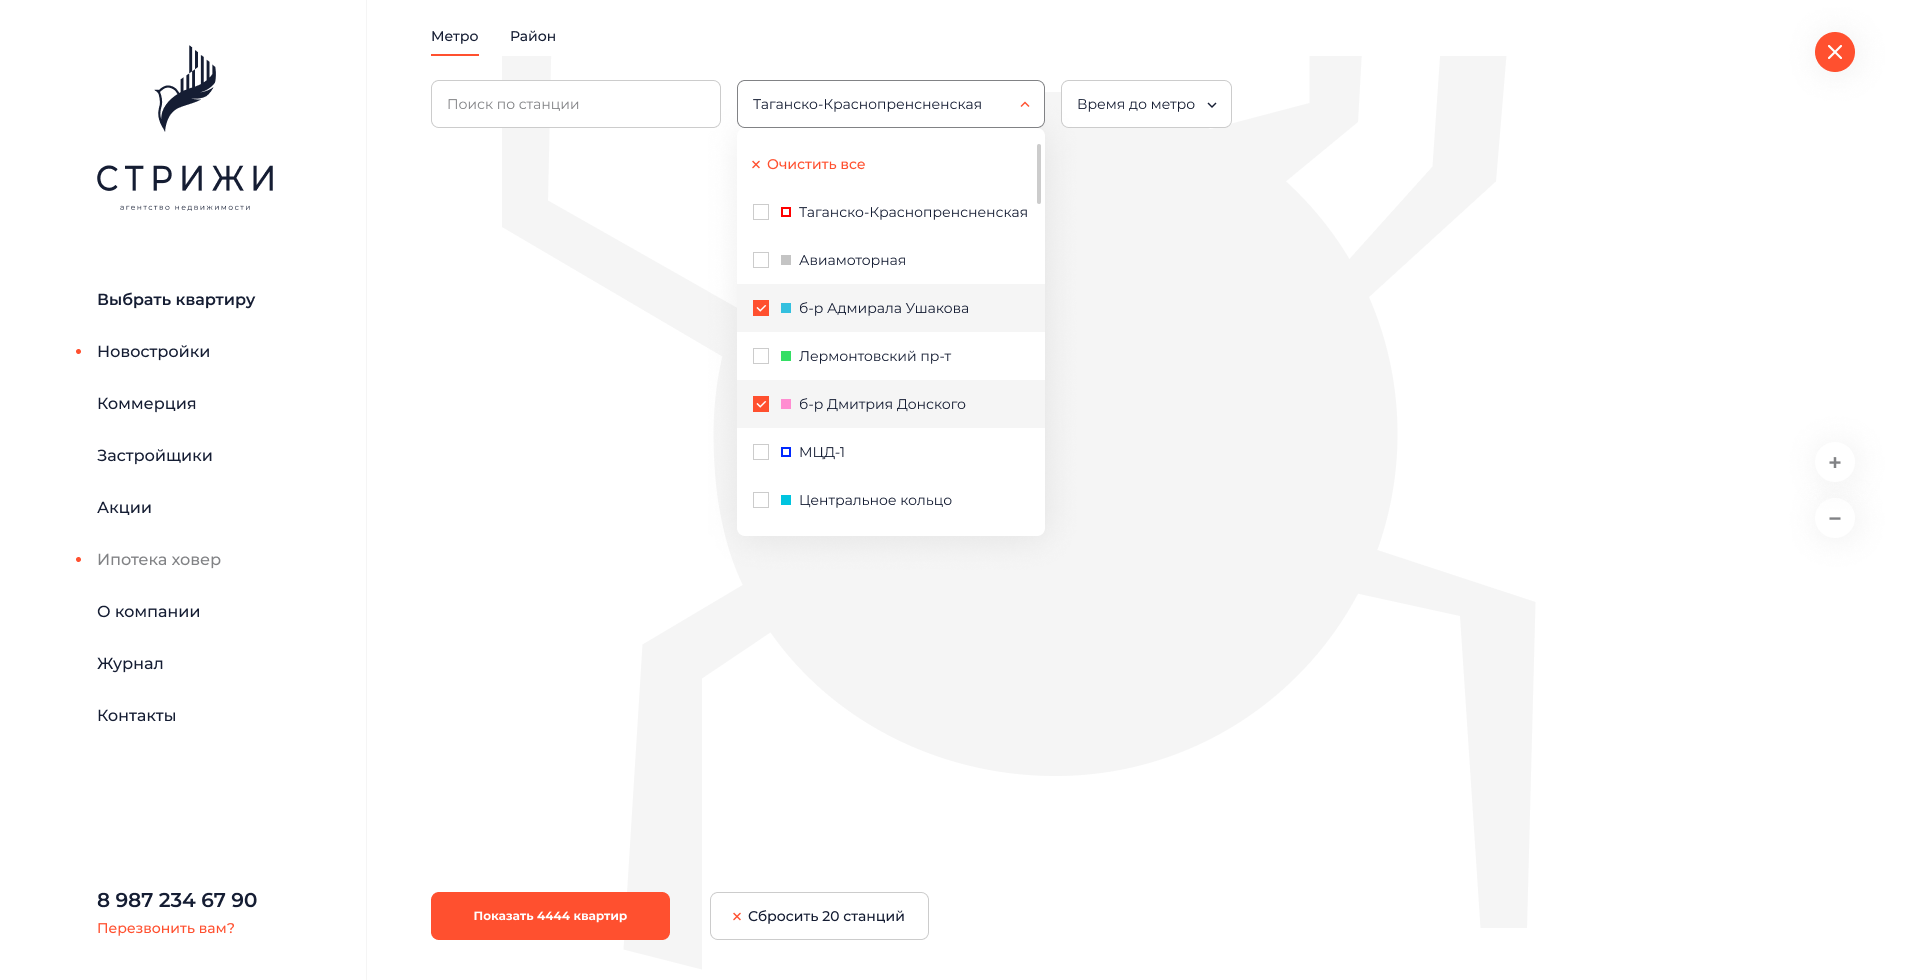 СТРИЖИ
агентство недвижимости
Выбрать квартиру
Новостройки
Коммерция
Застройщики
Акции
Ипотека ховер
О компании
Журнал
Контакты
8 987 234 67 90
Перезвонить вам?
Метро Район
Поиск по станции
Таганско-Краснопренсненская
Время до метро
Очистить все
Таганско-Краснопренсненская
Авиамоторная
б-р Адмирала Ушакова
Лермонтовский пр-т
б-р Дмитрия Донского
МЦД-1
Центральное кольцо
Показать 4444 квартир
Сбросить 20 станций